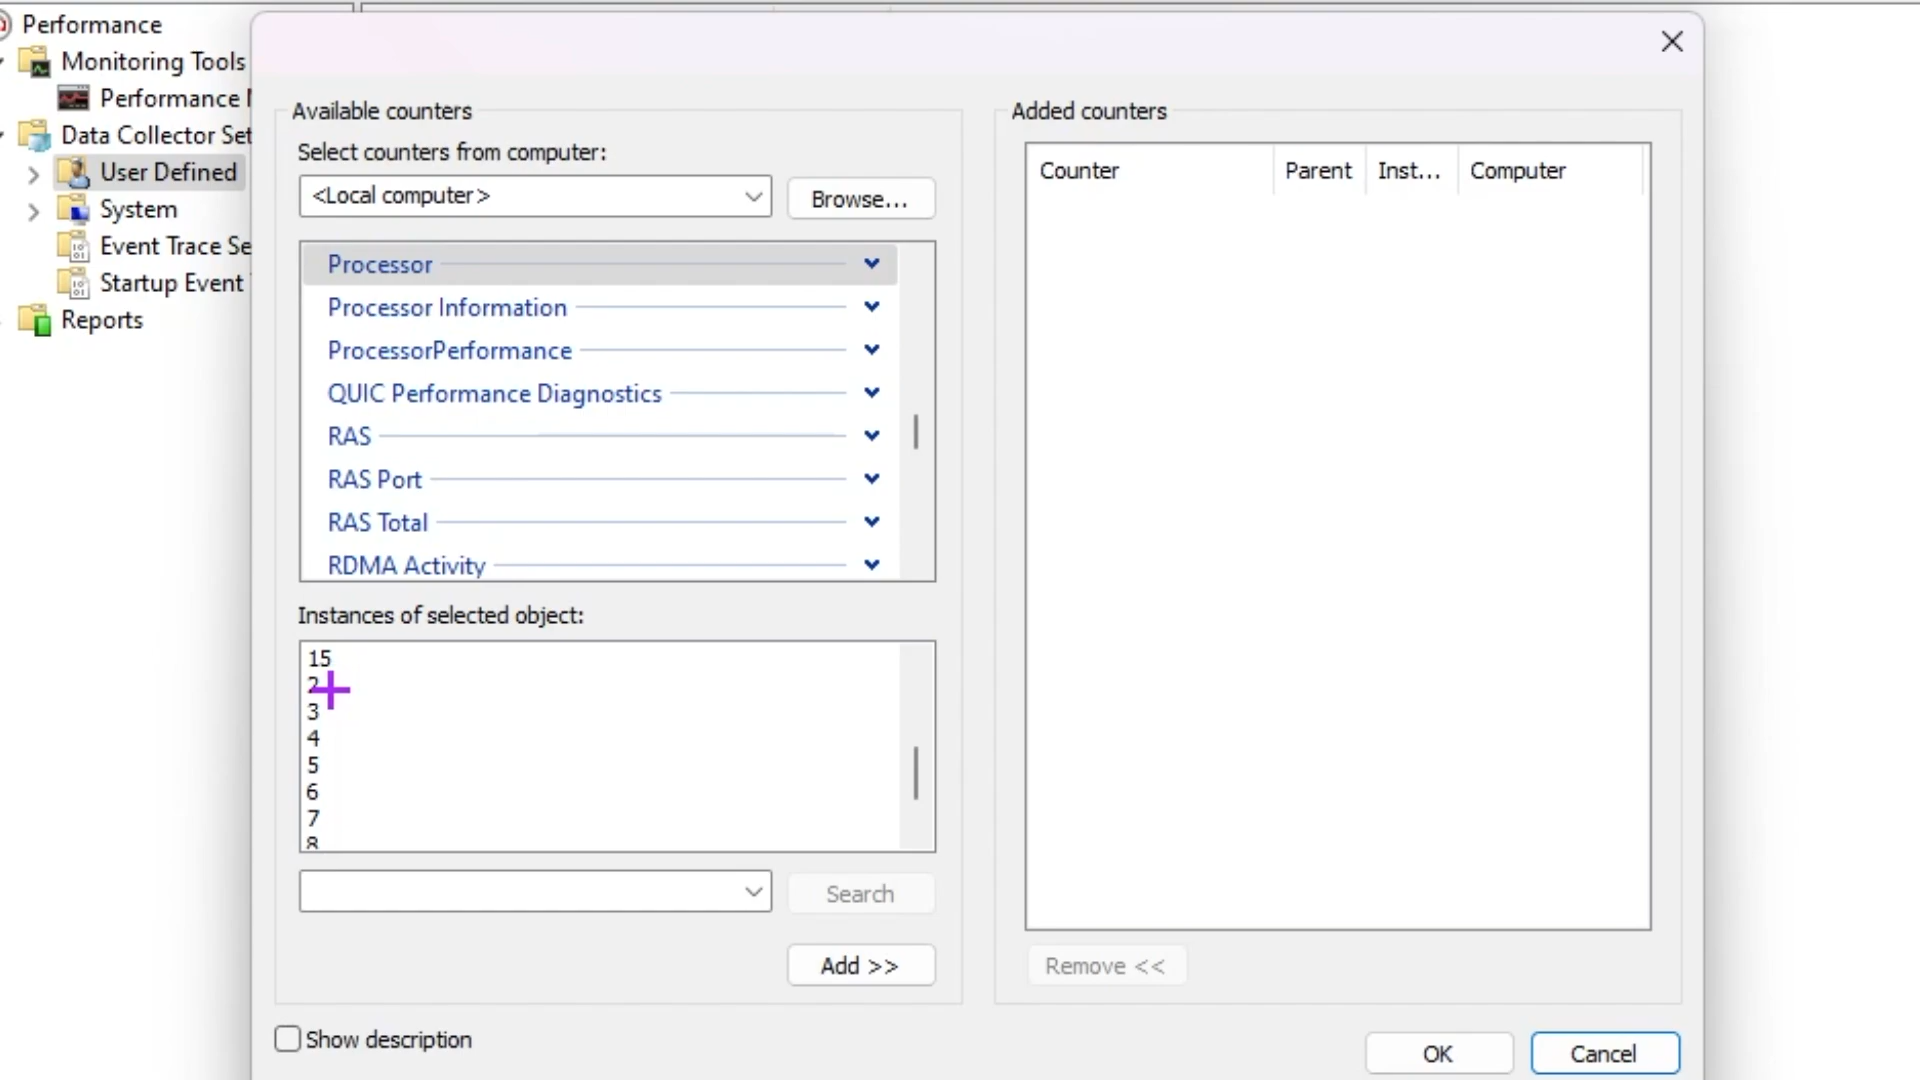 Performance
Monitoring Tools
Performance
Data Collector Set
User Defined
System
Event Trace Se
Startup Event
Reports
Available counters
Select counters from computer:
<Local computer>
Browse...
Processor
Processor Information
ProcessorPerformance
QUIC Performance Diagnostics
RAS
RAS Port
RAS Total
RDMA Activity
Instances of selected object:
15
2
3
4
5
6
7
8
Search
Add >>
Show description
Added counters
Counter Parent Inst... Computer
Remove <<
OK Cancel